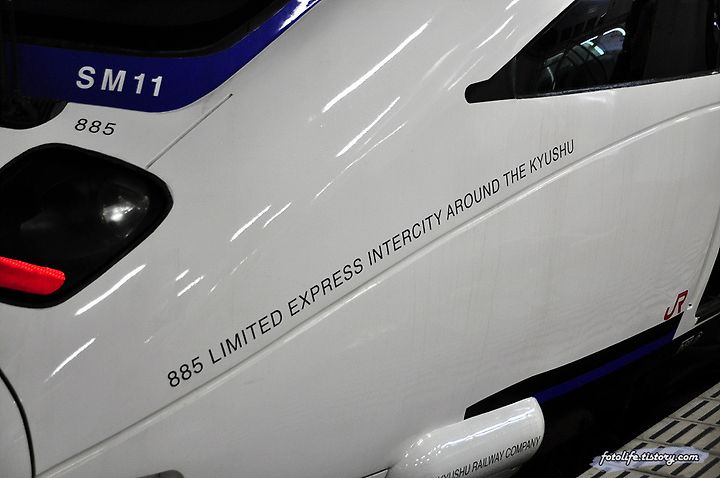 SM11
885
885 LIMITED EXPRESS INTERCITY AROUND THE KYUSHU
JR
KYUSHU RAILWAY COMPANY
fotolife.tistory.com